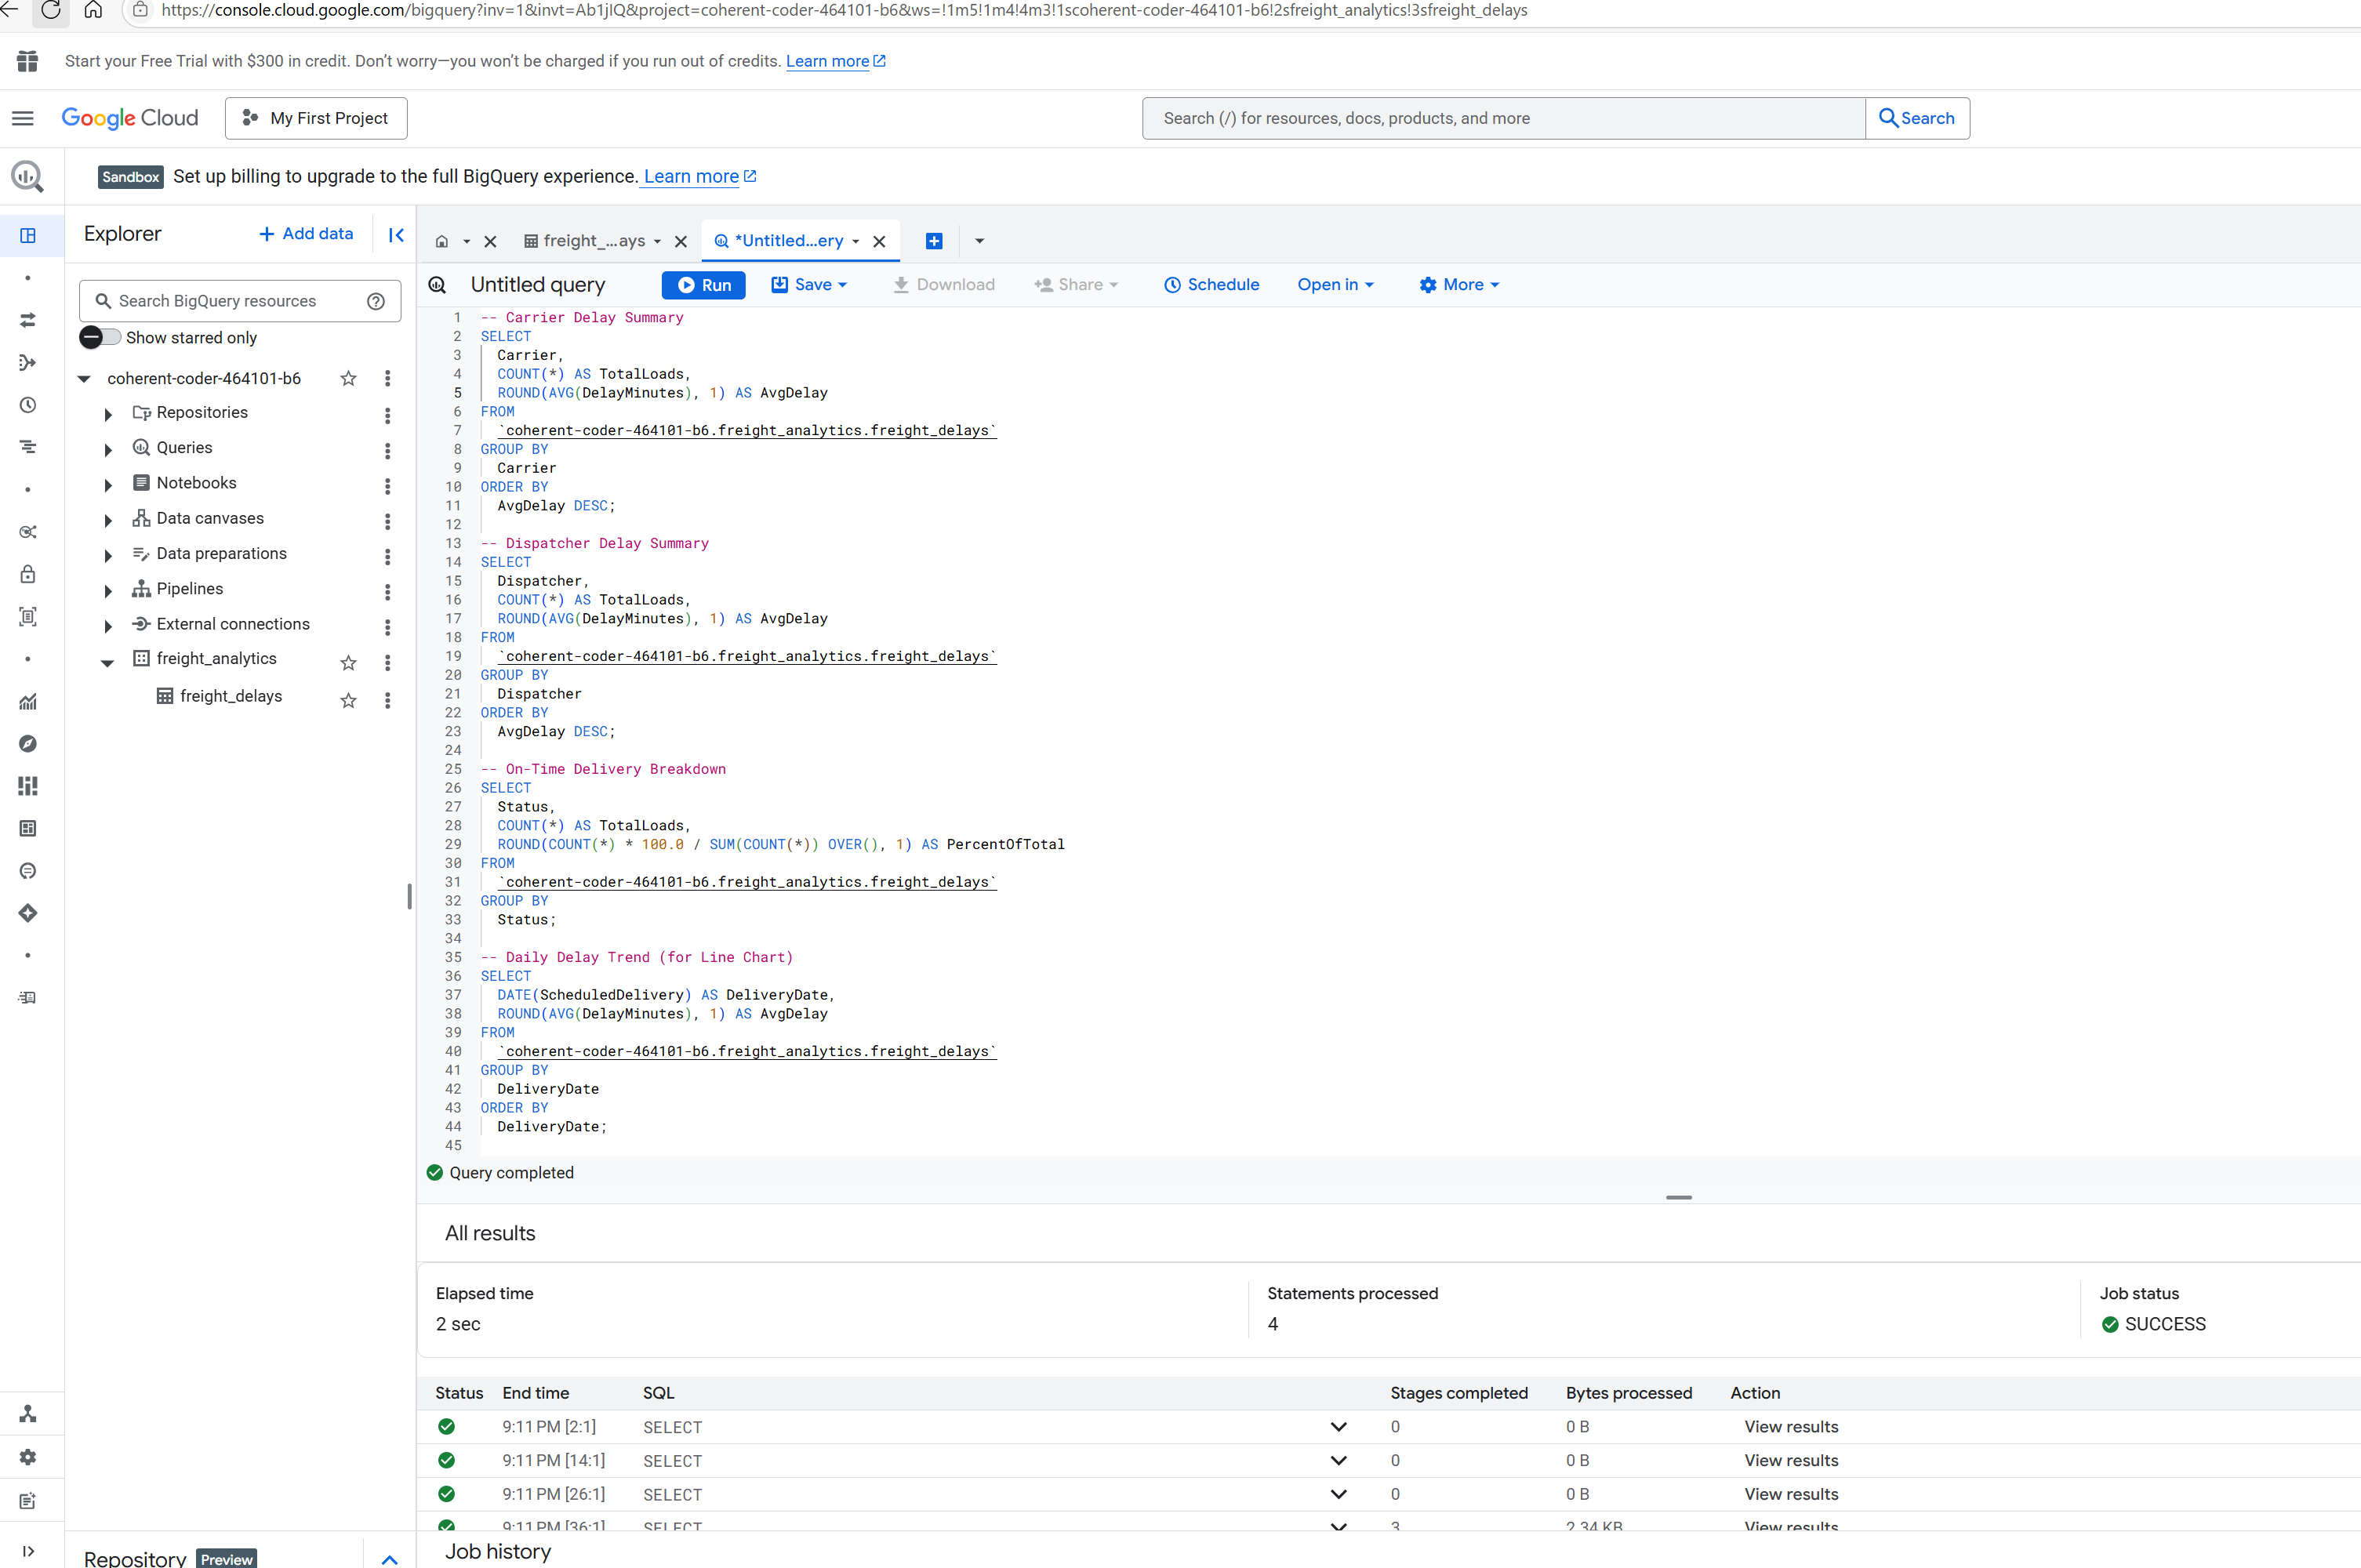 https://console.cloud.google.com/bigquery?inv=1&invt=Ab1jIQ&project=coherent-coder-464101-b6&ws=!1m5!1m4!4m3!1scoherent-coder-464101-b6!2sfreight_analytics!3sfreight_delays
Start your Free Trial with $300 in credit. Don't worry—you won't be charged if you run out of credits. Learn more
Google Cloud My First Project Search (/) for resources, docs, products, and more Search
Sandbox Set up billing to upgrade to the full BigQuery experience. Learn more
Explorer + Add data
Search BigQuery resources
Show starred only
coherent-coder-464101-b6
Repositories
Queries
Notebooks
Data canvases
Data preparations
Pipelines
External connections
freight_analytics
freight_delays
Repository Preview
freight_...ays *Untitled...ery
Untitled query Run Save Download Share Schedule Open in More
1 -- Carrier Delay Summary
2 SELECT
3 Carrier,
4 COUNT(*) AS TotalLoads,
5 ROUND(AVG(DelayMinutes), 1) AS AvgDelay
6 FROM
7 `coherent-coder-464101-b6.freight_analytics.freight_delays`
8 GROUP BY
9 Carrier
10 ORDER BY
11 AvgDelay DESC;
12
13 -- Dispatcher Delay Summary
14 SELECT
15 Dispatcher,
16 COUNT(*) AS TotalLoads,
17 ROUND(AVG(DelayMinutes), 1) AS AvgDelay
18 FROM
19 `coherent-coder-464101-b6.freight_analytics.freight_delays`
20 GROUP BY
21 Dispatcher
22 ORDER BY
23 AvgDelay DESC;
24
25 -- On-Time Delivery Breakdown
26 SELECT
27 Status,
28 COUNT(*) AS TotalLoads,
29 ROUND(COUNT(*) * 100.0 / SUM(COUNT(*)) OVER(), 1) AS PercentOfTotal
30 FROM
31 `coherent-coder-464101-b6.freight_analytics.freight_delays`
32 GROUP BY
33 Status;
34
35 -- Daily Delay Trend (for Line Chart)
36 SELECT
37 DATE(ScheduledDelivery) AS DeliveryDate,
38 ROUND(AVG(DelayMinutes), 1) AS AvgDelay
39 FROM
40 `coherent-coder-464101-b6.freight_analytics.freight_delays`
41 GROUP BY
42 DeliveryDate
43 ORDER BY
44 DeliveryDate;
45
Query completed
All results
Elapsed time Statements processed Job status
2 sec 4 SUCCESS
Status End time SQL Stages completed Bytes processed Action
9:11 PM [2:1] SELECT 0 0 B View results
9:11 PM [14:1] SELECT 0 0 B View results
9:11 PM [26:1] SELECT 0 0 B View results
9:11 PM [36:1] SELECT 3 2.34 KB View results
Job history